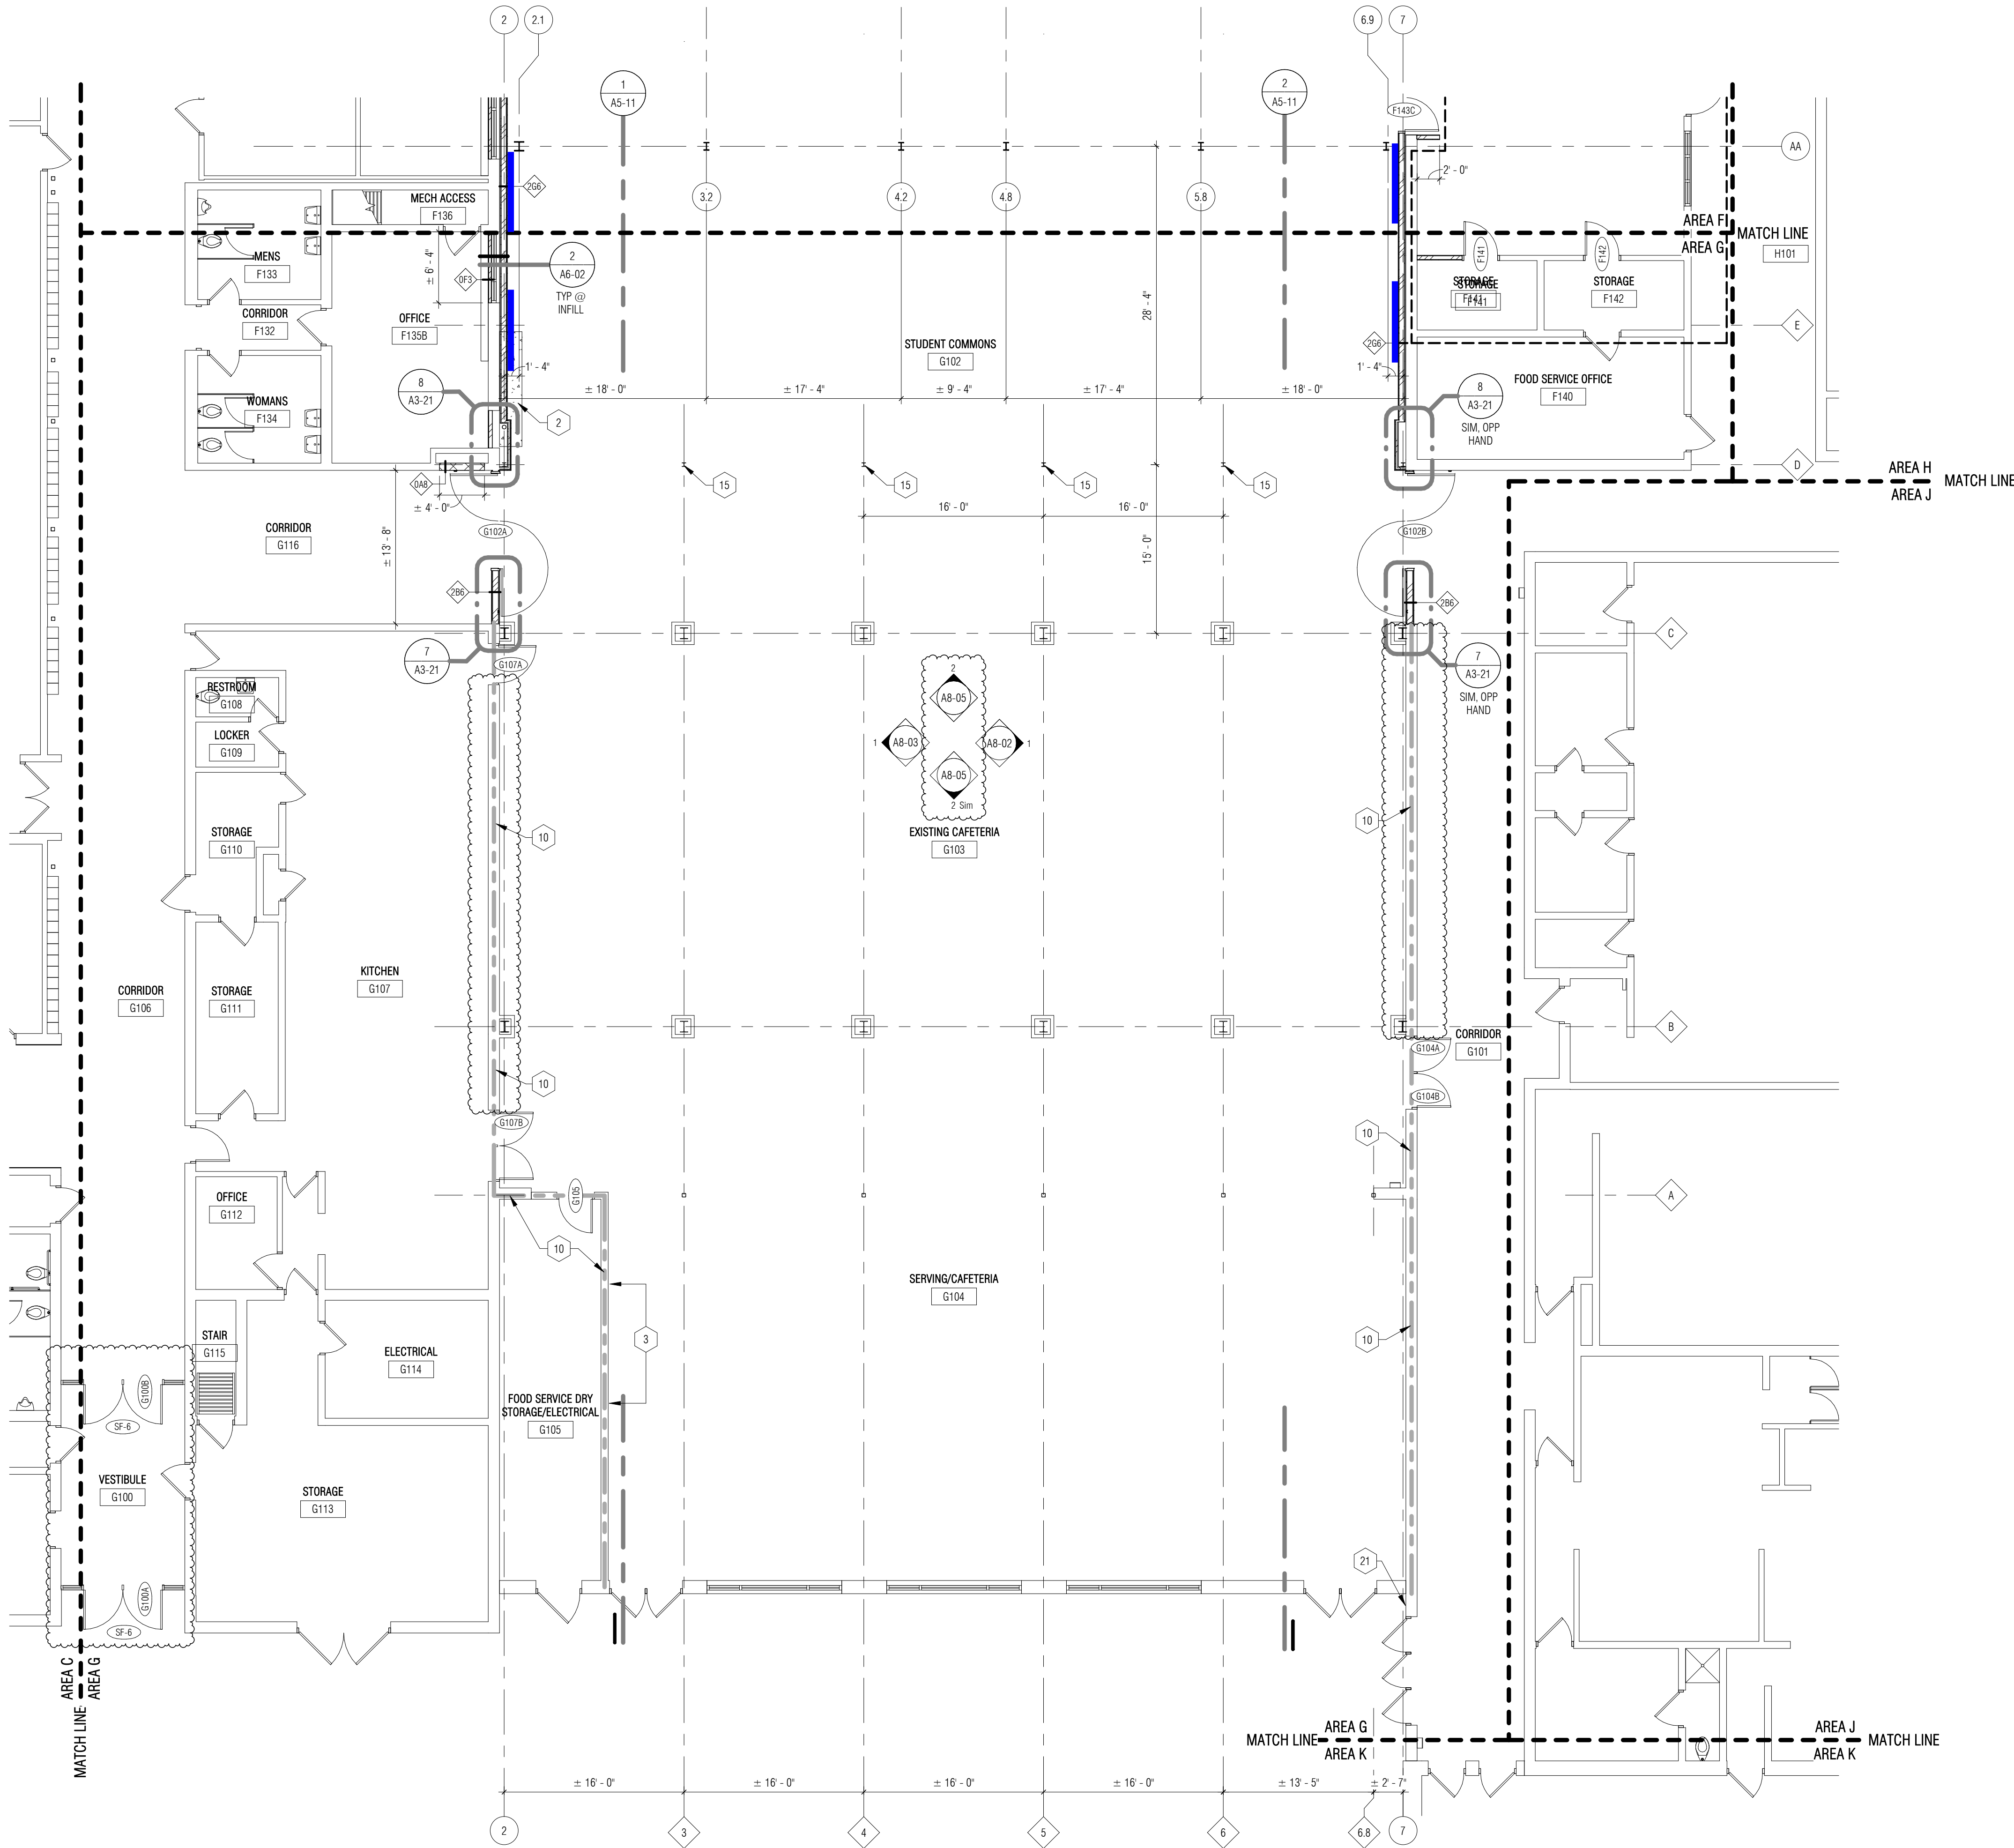 2
2.1
6.9
7
1
A5-11
2
A5-11
F143C
AA
2G6
3.2
4.2
4.8
5.8
2' - 0"
MECH ACCESS
F136
AREA F
MATCH LINE
AREA G
H101
MENS
F133
± 6' - 4"
0F3
2
A6-02
TYP @
INFILL
F141
F142
STORAGE
F141
STORAGE
F141
STORAGE
F142
CORRIDOR
F132
OFFICE
F135B
28' - 4"
E
STUDENT COMMONS
G102
2G6
1' - 4"
1' - 4"
± 18' - 0"
± 17' - 4"
± 9' - 4"
± 17' - 4"
± 18' - 0"
8
A3-21
8
A3-21
SIM, OPP
HAND
FOOD SERVICE OFFICE
F140
WOMANS
F134
2
D
0A8
15
15
15
15
AREA H
MATCH LINE
AREA J
± 4' - 0"
16' - 0"
16' - 0"
CORRIDOR
G116
± 13' - 8"
G102A
G102B
15' - 0"
2B6
2B6
C
7
A3-21
G107A
7
A3-21
SIM, OPP
HAND
RESTROOM
G108
2
A8-05
1
A8-03
A8-02
1
A8-05
2 Sim
LOCKER
G109
STORAGE
G110
10
10
EXISTING CAFETERIA
G103
KITCHEN
G107
CORRIDOR
G106
STORAGE
G111
B
CORRIDOR
G101
G104A
10
G104B
G107B
10
OFFICE
G112
G105
A
10
SERVING/CAFETERIA
G104
3
10
STAIR
G115
ELECTRICAL
G114
G100B
SF-6
FOOD SERVICE DRY
STORAGE/ELECTRICAL
G105
VESTIBULE
G100
STORAGE
G113
21
G100A
SF-6
AREA C
AREA G
MATCH LINE
MATCH LINE
AREA G
AREA K
AREA J
AREA K
MATCH LINE
± 16' - 0"
± 16' - 0"
± 16' - 0"
± 16' - 0"
± 13' - 5"
± 2' - 7"
2
3
4
5
6
6.8
7